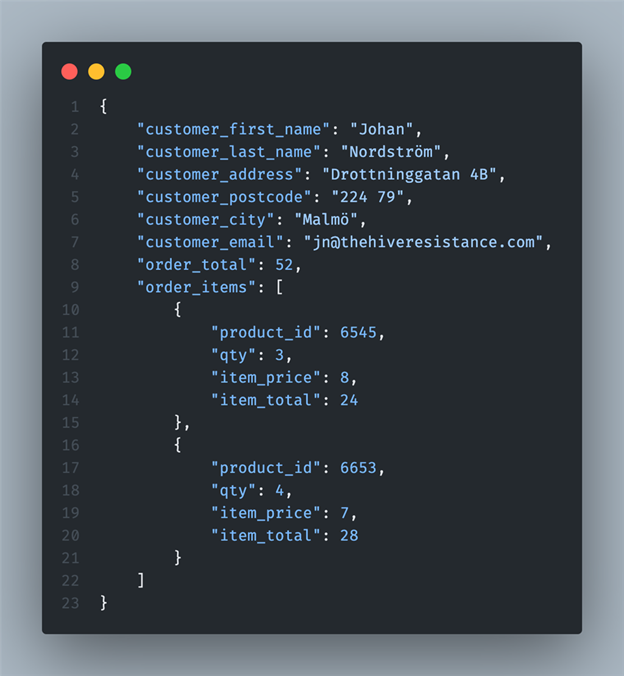 1 {
2     "customer_first_name": "Johan",
3     "customer_last_name": "Nordström",
4     "customer_address": "Drottninggatan 4B",
5     "customer_postcode": "224 79",
6     "customer_city": "Malmö",
7     "customer_email": "jn@thehiveresistance.com",
8     "order_total": 52,
9     "order_items": [
10         {
11             "product_id": 6545,
12             "qty": 3,
13             "item_price": 8,
14             "item_total": 24
15         },
16         {
17             "product_id": 6653,
18             "qty": 4,
19             "item_price": 7,
20             "item_total": 28
21         }
22     ]
23 }